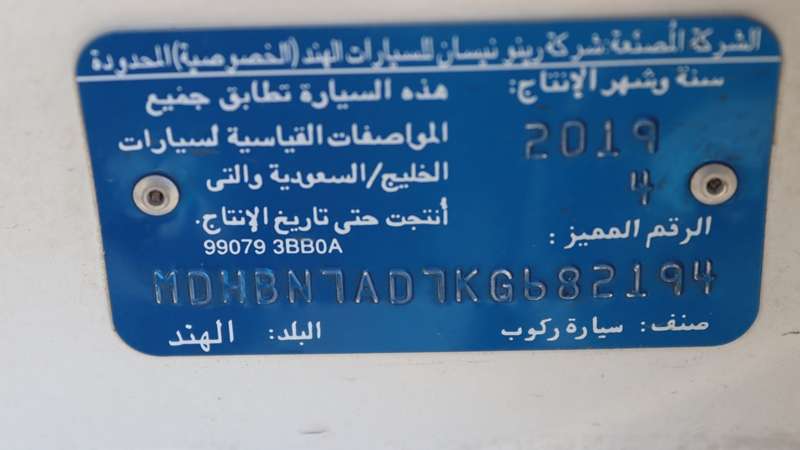 الشركة المصنعة: شركة رينو نيسان للسيارات الهند (الخصوصية) المحدودة
سنة وشهر الإنتاج:
2019
4
هذه السيارة تطابق جميع
المواصفات القياسية لسيارات
الخليج/السعودية والتى
أنتجت حتى تاريخ الإنتاج.
99079 3BB0A
الرقم المميز:
MDHBN7AD7KG682194
صنف: سيارة ركوب
البلد: الهند